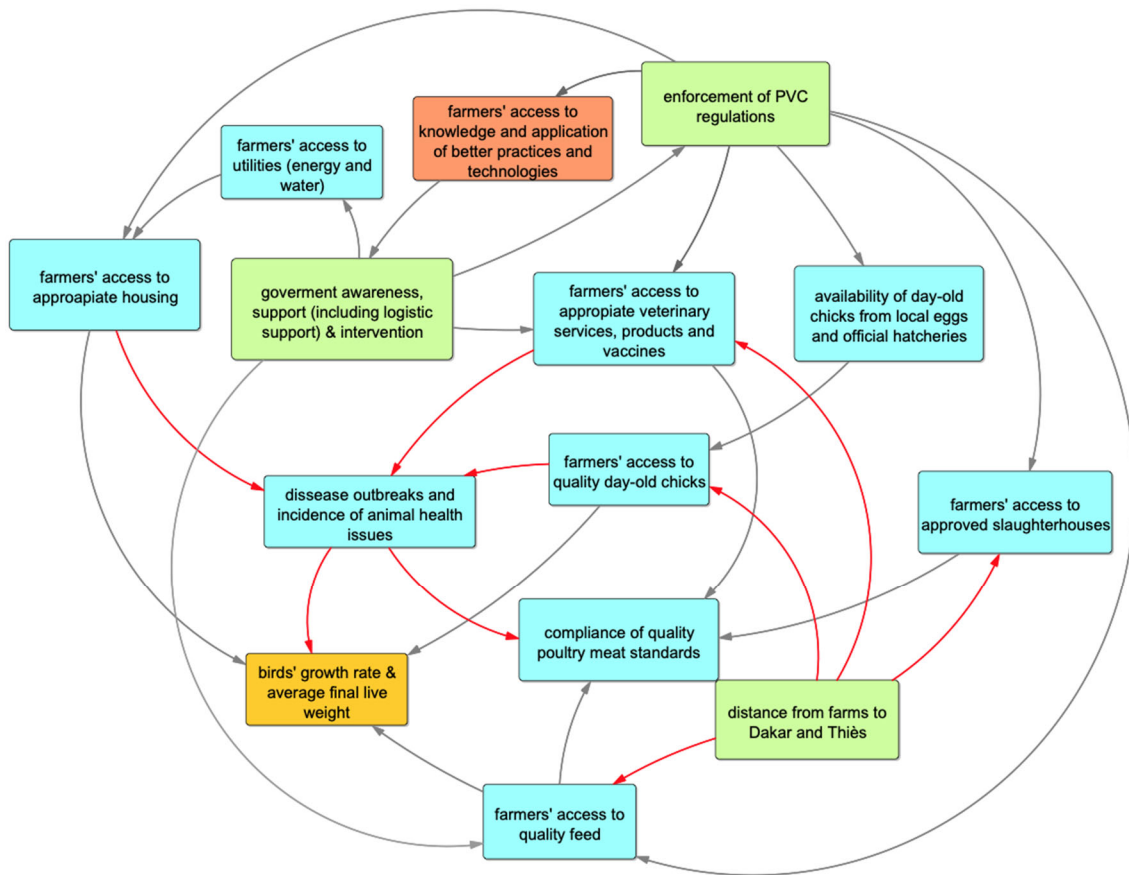 enforcement of PVC
regulations
farmers' access to
knowledge and application
of better practices and
technologies
farmers' access to
utilities (energy and
water)
farmers' access to
approapiate housing
goverment awareness,
support (including logistic
support) & intervention
farmers' access to
appropiate veterinary
services, products and
vaccines
availability of day-old
chicks from local eggs
and official hatcheries
farmers' access to
quality day-old chicks
dissease outbreaks and
incidence of animal health
issues
farmers' access to
approved slaughterhouses
compliance of quality
poultry meat standards
birds' growth rate &
average final live
weight
distance from farms to
Dakar and Thiès
farmers' access to
quality feed